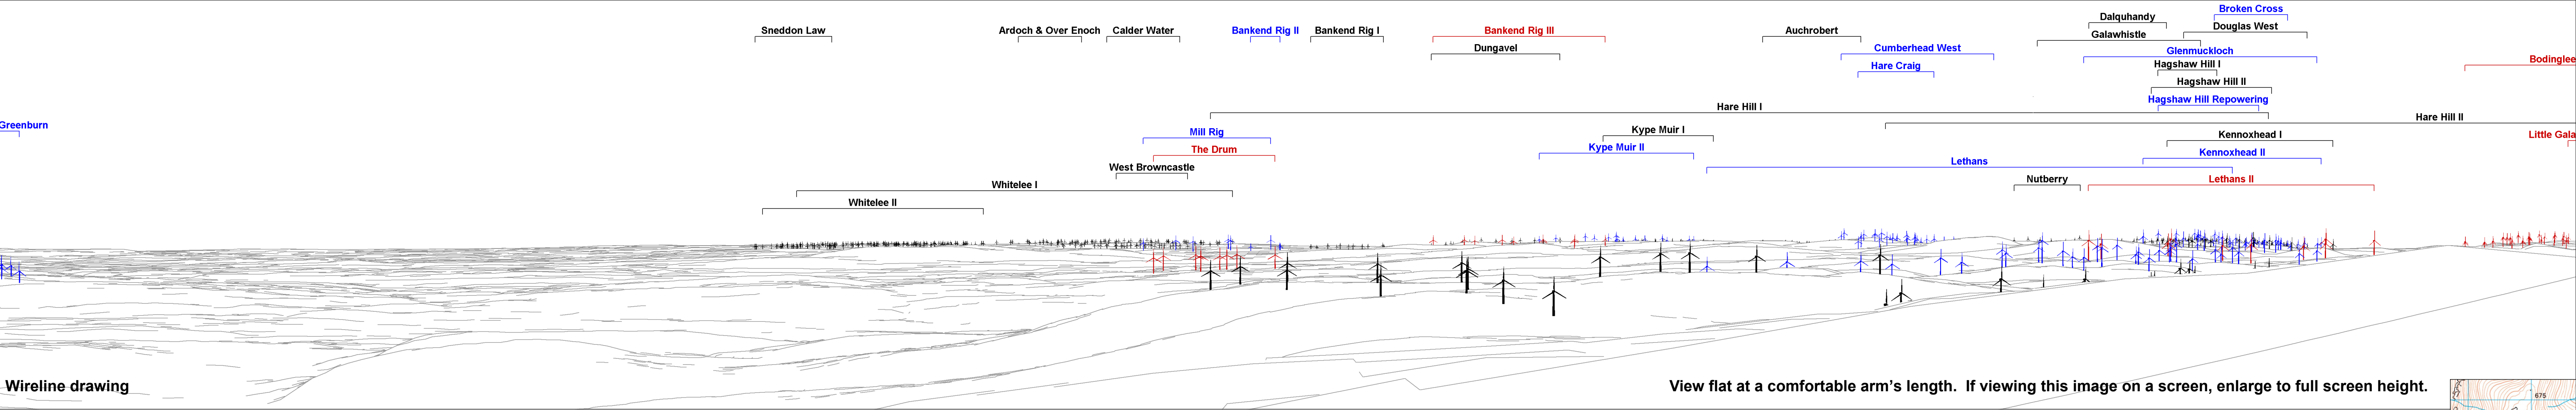 Broken Cross
Dalquhandy
Douglas West
Sneddon Law
Ardoch & Over Enoch
Calder Water
Bankend Rig II
Bankend Rig I
Bankend Rig III
Auchrobert
Galawhistle
Dungavel
Cumberhead West
Glenmuckloch
Bodinglee
Hare Craig
Hagshaw Hill I
Hagshaw Hill II
Hagshaw Hill Repowering
Hare Hill I
Hare Hill II
Greenburn
Mill Rig
Kype Muir I
Kennoxhead I
Little Gala
The Drum
Kype Muir II
Kennoxhead II
West Browncastle
Lethans
Whitelee I
Nutberry
Lethans II
Whitelee II
Wireline drawing
View flat at a comfortable arm's length. If viewing this image on a screen, enlarge to full screen height.
675